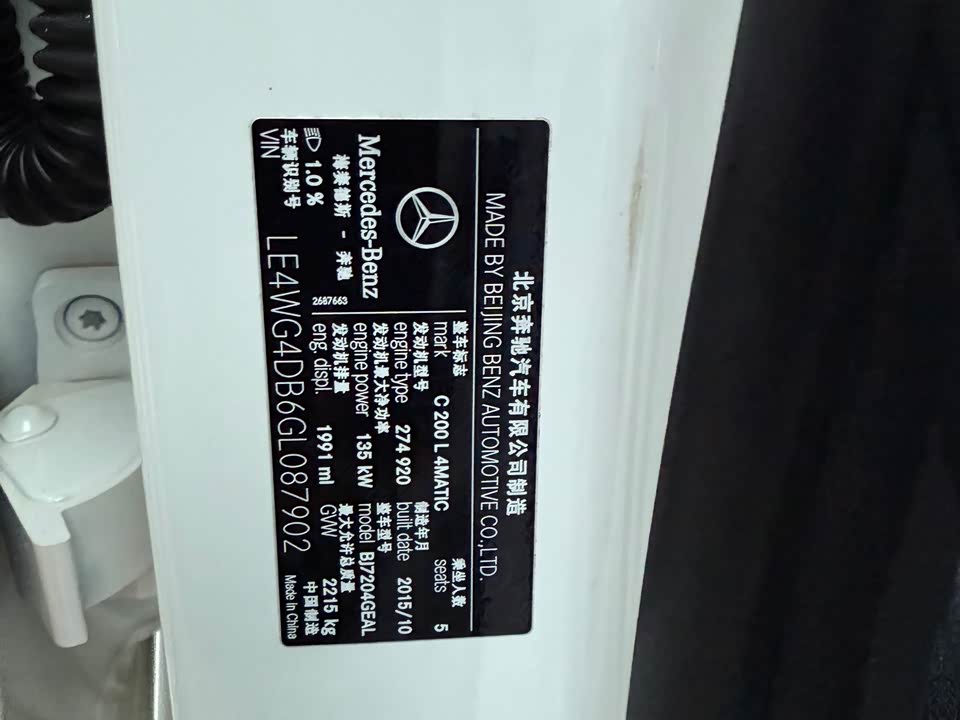 北京奔驰汽车有限公司制造
MADE BY BEIJING BENZ AUTOMOTIVE CO.,LTD.
整车标志 乘坐人数
mark C 200 L 4MATIC seats 5
发动机型号 制造年月
engine type 274 920 built date 2015/10
发动机最大净功率 整车型号
engine power 135 kW model BJ7204GEAL
发动机排量 最大允许总质量
eng. displ. 1991 ml GVW 2215 kg
Mercedes-Benz
梅赛德斯 - 奔驰
2687663
1.0 %
车辆识别号
VIN LE4WG4DB6GL087902
中国制造
Made In China